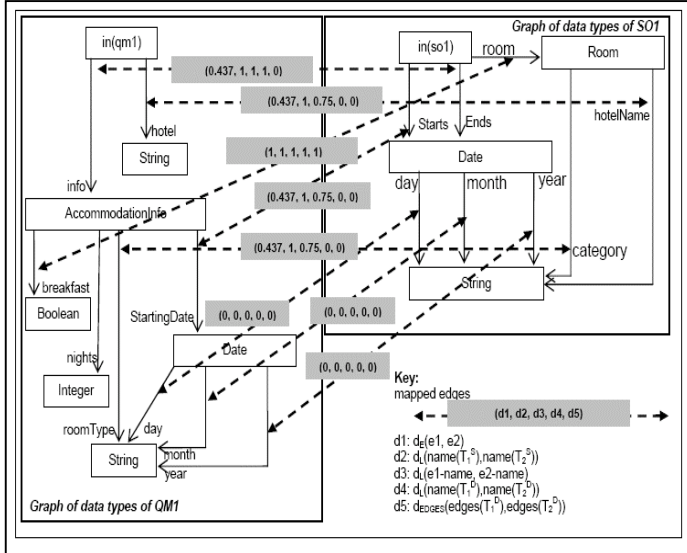 Graph of data types of SO1
in(qm1)
in(so1)
room
Room
(0.437, 1, 1, 1, 0)
(0.437, 1, 0.75, 0, 0)
hotelName
hotel
Starts
Ends
String
(1, 1, 1, 1, 1)
Date
info
day
month
year
(0.437, 1, 0.75, 0, 0)
AccommodationInfo
(0.437, 1, 0.75, 0, 0)
category
String
breakfast
Boolean
StartingDate
(0, 0, 0, 0, 0)
(0, 0, 0, 0, 0)
Date
nights
(0, 0, 0, 0, 0)
Integer
Key:
mapped edges
(d1, d2, d3, d4, d5)
roomType
day
month
String
year
d1: dE(e1, e2)
d2: dL(name(T1S),name(T2S))
d3: dL(e1-name, e2-name)
d4: dL(name(T1D),name(T2D))
d5: dEDGES(edges(T1D),edges(T2D))
Graph of data types of QM1